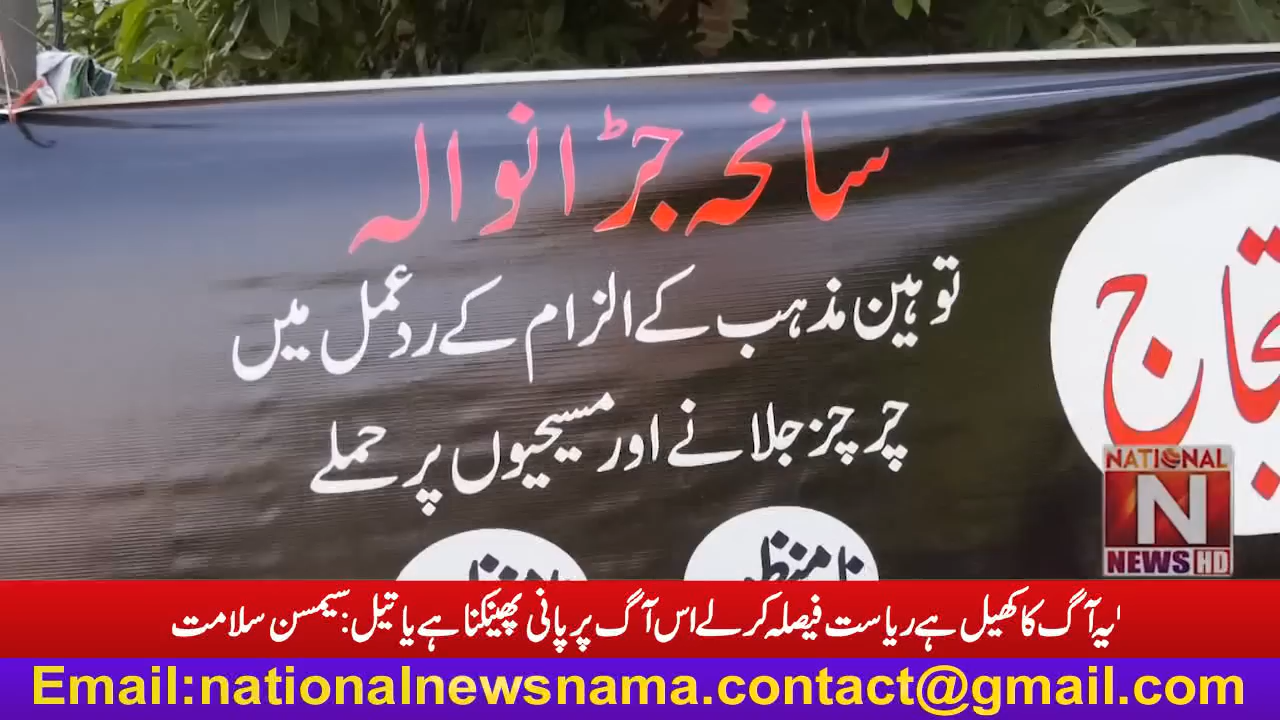 سانحہ جڑانوالہ
توہین مذہب کے الزام کے ردعمل میں
چرچز جلانے اور مسیحیوں پر حملے
NATIONAL
N
NEWS HD
'یہ آگ کا کھیل ہے ریاست فیصلہ کرلے اس آگ پر پانی پھینکنا ہے یا تیل: سیمسن سلامت
Email:nationalnewsnama.contact@gmail.com